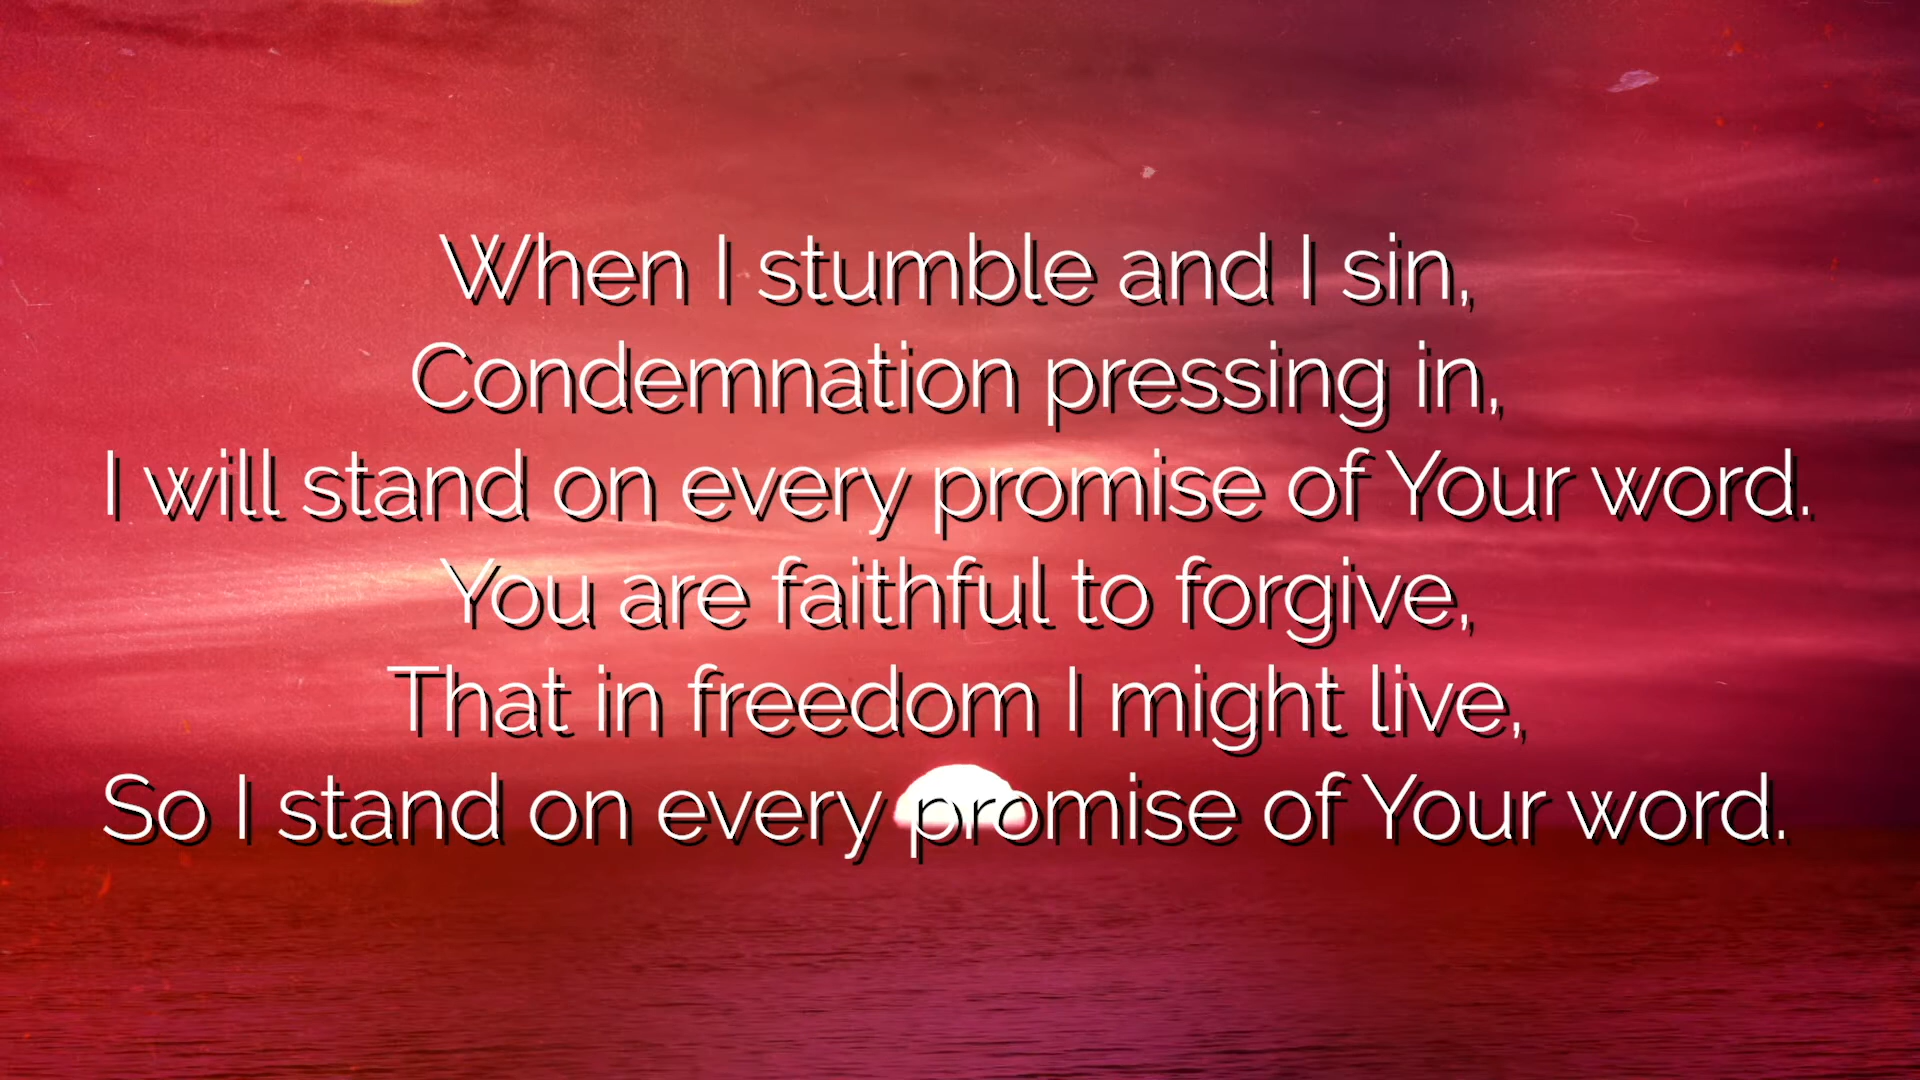 When I stumble and I sin,
Condemnation pressing in,
I will stand on every promise of Your word.
You are faithful to forgive,
That in freedom I might live,
So I stand on every promise of Your word.